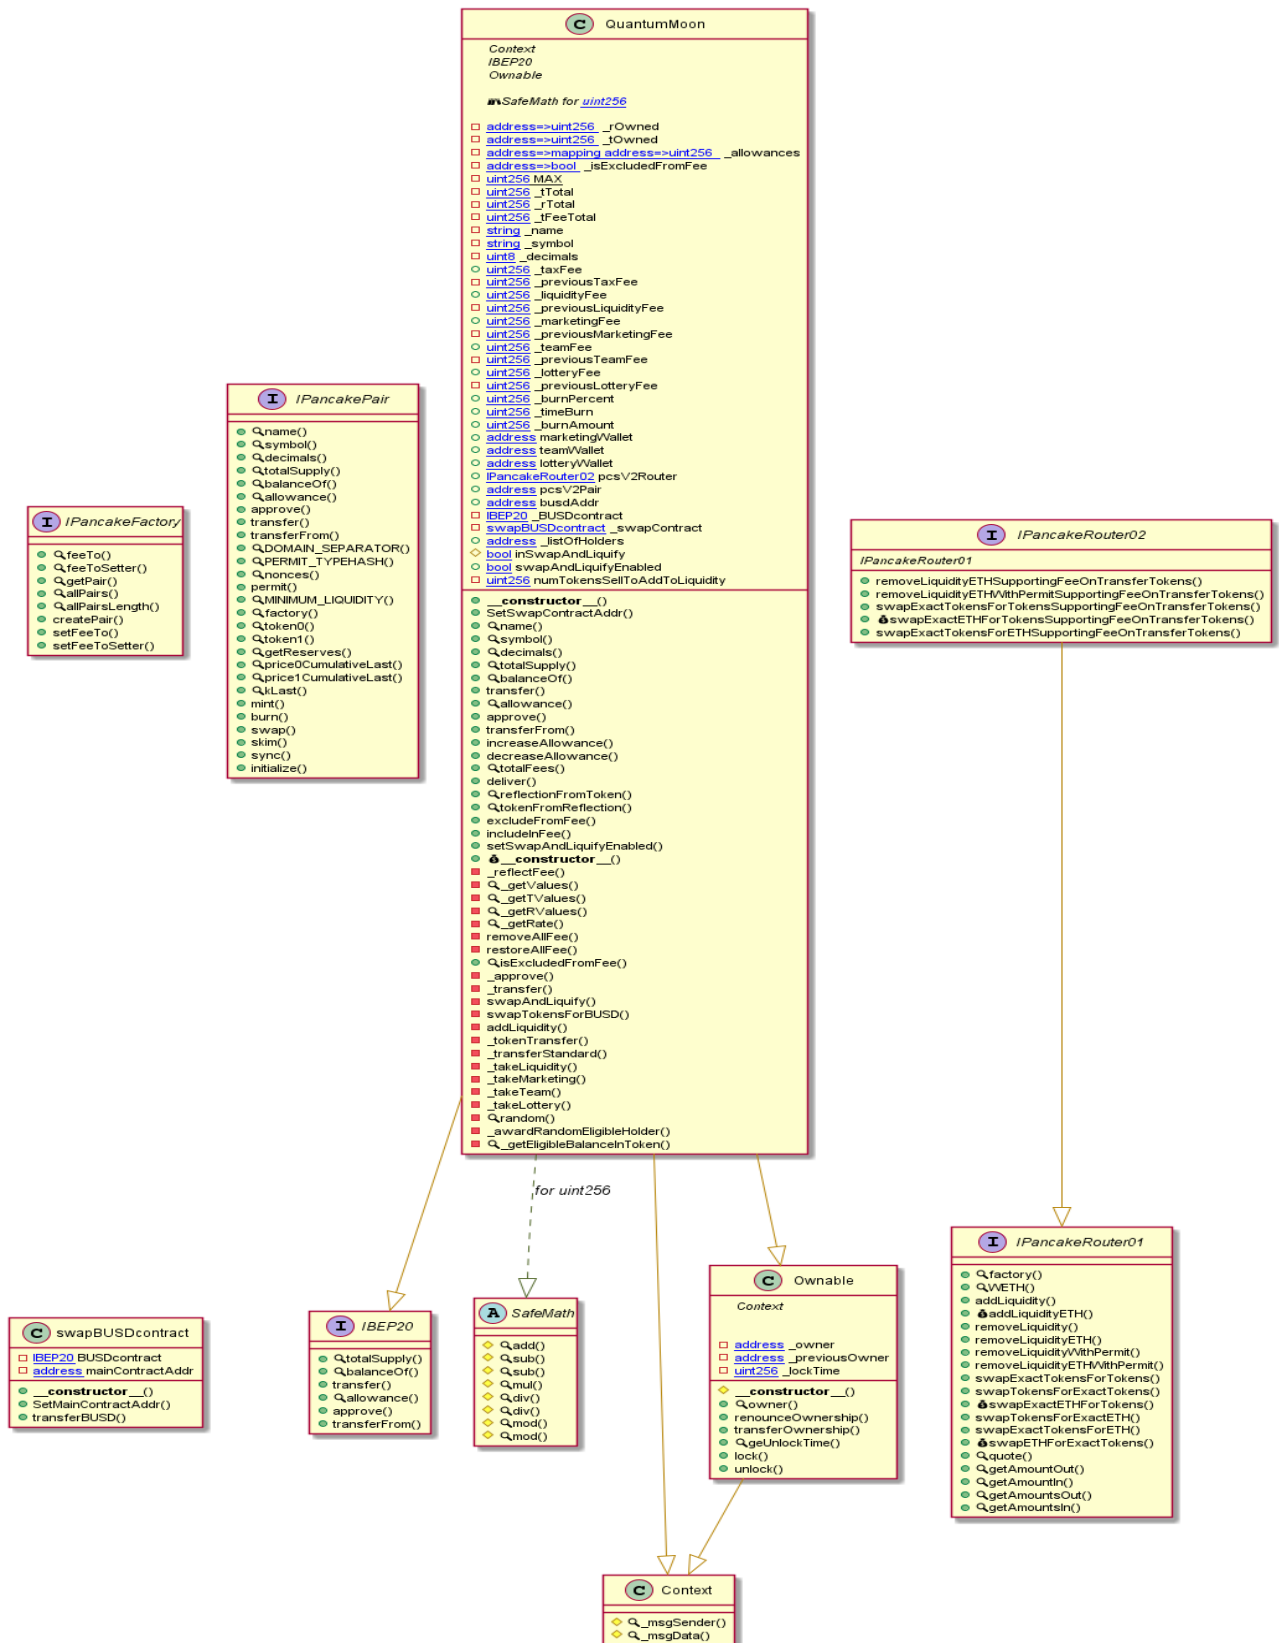 QuantumMoon
Context
IBEP20
Ownable
SafeMath for uint256
address=>uint256 _rOwned
address=>uint256 _tOwned
address=>mapping address=>uint256 _allowances
address=>bool _isExcludedFromFee
uint256 MAX
uint256 _tTotal
uint256 _rTotal
uint256 _tFeeTotal
string _name
string _symbol
uint8 _decimals
uint256 _taxFee
uint256 _previousTaxFee
uint256 _liquidityFee
uint256 _previousLiquidityFee
uint256 _marketingFee
uint256 _previousMarketingFee
uint256 _teamFee
uint256 _previousTeamFee
uint256 _lotteryFee
uint256 _previousLotteryFee
uint256 _burnPercent
uint256 _timeBurn
uint256 _burnAmount
address marketingWallet
address teamWallet
address lotteryWallet
IPancakeRouter02 pcsV2Router
address pcsV2Pair
address busdAddr
IBEP20 _BUSDcontract
swapBUSDcontract _swapContract
address _listOfHolders
bool inSwapAndLiquify
bool swapAndLiquifyEnabled
uint256 numTokensSellToAddToLiquidity
__constructor__()
SetSwapContractAddr()
name()
symbol()
decimals()
totalSupply()
balanceOf()
transfer()
allowance()
approve()
transferFrom()
increaseAllowance()
decreaseAllowance()
totalFees()
deliver()
reflectionFromToken()
tokenFromReflection()
excludeFromFee()
includeInFee()
setSwapAndLiquifyEnabled()
__constructor__()
_reflectFee()
_getValues()
_getTValues()
_getRValues()
_getRate()
removeAllFee()
restoreAllFee()
isExcludedFromFee()
_approve()
_transfer()
swapAndLiquify()
swapTokensForBUSD()
addLiquidity()
_tokenTransfer()
_transferStandard()
_takeLiquidity()
_takeMarketing()
_takeTeam()
_takeLottery()
random()
_awardRandomEligibleHolder()
_getEligibleBalanceInToken()
IPancakePair
name()
symbol()
decimals()
totalSupply()
balanceOf()
allowance()
approve()
transfer()
transferFrom()
DOMAIN_SEPARATOR()
PERMIT_TYPEHASH()
nonces()
permit()
MINIMUM_LIQUIDITY()
factory()
token0()
token1()
getReserves()
price0CumulativeLast()
price1CumulativeLast()
kLast()
mint()
burn()
swap()
skim()
sync()
initialize()
IPancakeFactory
feeTo()
feeToSetter()
getPair()
allPairs()
allPairsLength()
createPair()
setFeeTo()
setFeeToSetter()
IPancakeRouter02
IPancakeRouter01
removeLiquidityETHSupportingFeeOnTransferTokens()
removeLiquidityETHWithPermitSupportingFeeOnTransferTokens()
swapExactTokensForTokensSupportingFeeOnTransferTokens()
swapExactETHForTokensSupportingFeeOnTransferTokens()
swapExactTokensForETHSupportingFeeOnTransferTokens()
for uint256
IPancakeRouter01
factory()
WETH()
addLiquidity()
addLiquidityETH()
removeLiquidity()
removeLiquidityETH()
removeLiquidityWithPermit()
removeLiquidityETHWithPermit()
swapExactTokensForTokens()
swapTokensForExactTokens()
swapExactETHForTokens()
swapTokensForExactETH()
swapExactTokensForETH()
swapETHForExactTokens()
quote()
getAmountOut()
getAmountIn()
getAmountsOut()
getAmountsIn()
Ownable
Context
address _owner
address _previousOwner
uint256 _lockTime
__constructor__()
owner()
renounceOwnership()
transferOwnership()
geUnlockTime()
lock()
unlock()
SafeMath
add()
sub()
sub()
mul()
div()
div()
mod()
mod()
IBEP20
totalSupply()
balanceOf()
transfer()
allowance()
approve()
transferFrom()
swapBUSDcontract
IBEP20 BUSDcontract
address mainContractAddr
__constructor__()
SetMainContractAddr()
transferBUSD()
Context
_msgSender()
_msgData()